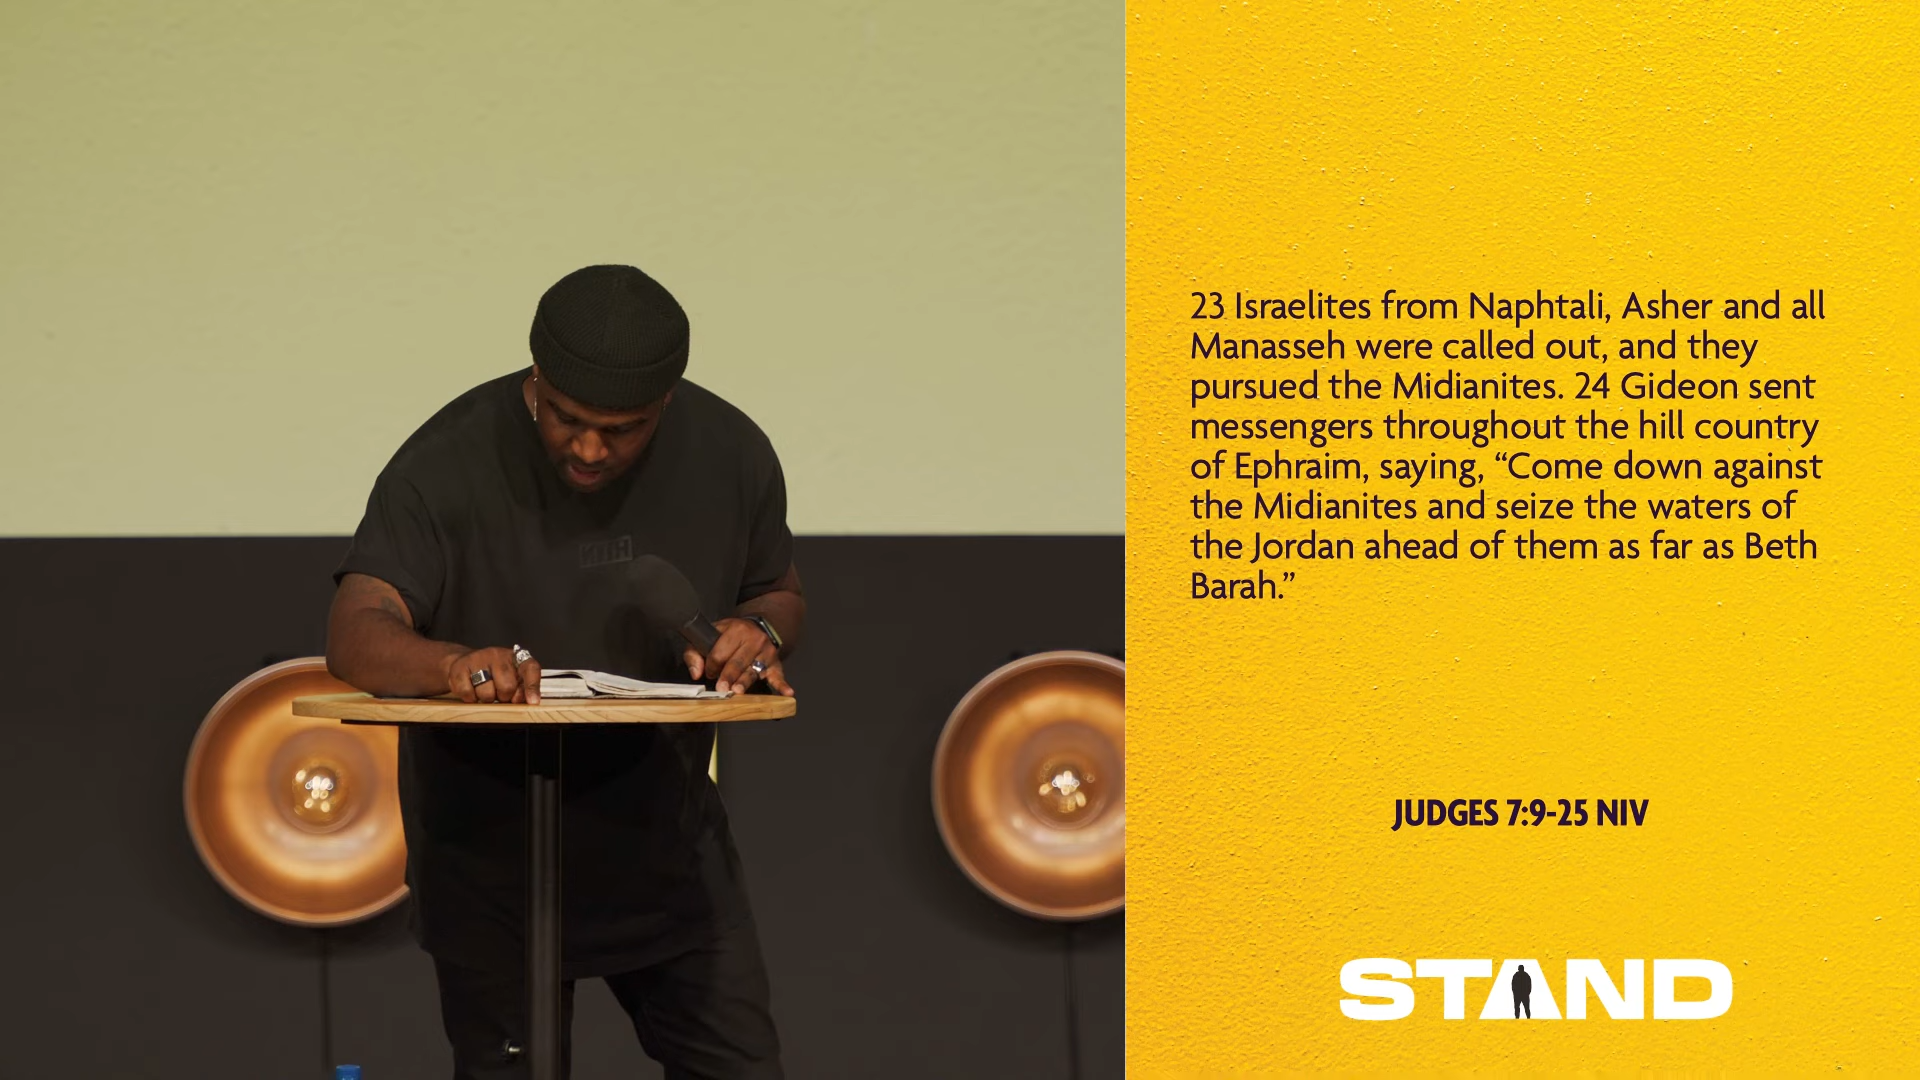 23 Israelites from Naphtali, Asher and all
Manasseh were called out, and they
pursued the Midianites. 24 Gideon sent
messengers throughout the hill country
of Ephraim, saying, “Come down against
the Midianites and seize the waters of
the Jordan ahead of them as far as Beth
Barah.”
JUDGES 7:9-25 NIV
STAND